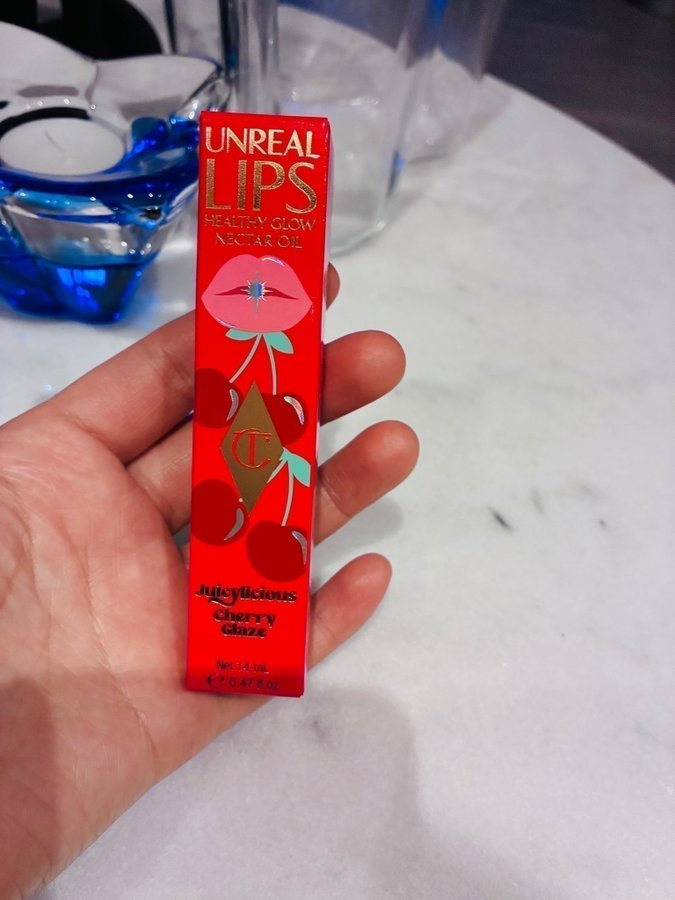 UNREAL
LIPS
HEALTHY GLOW
NECTAR OIL
CT
Juicylicious
Cherry
Glaze
Net 14 mL
e 0.47 fl oz